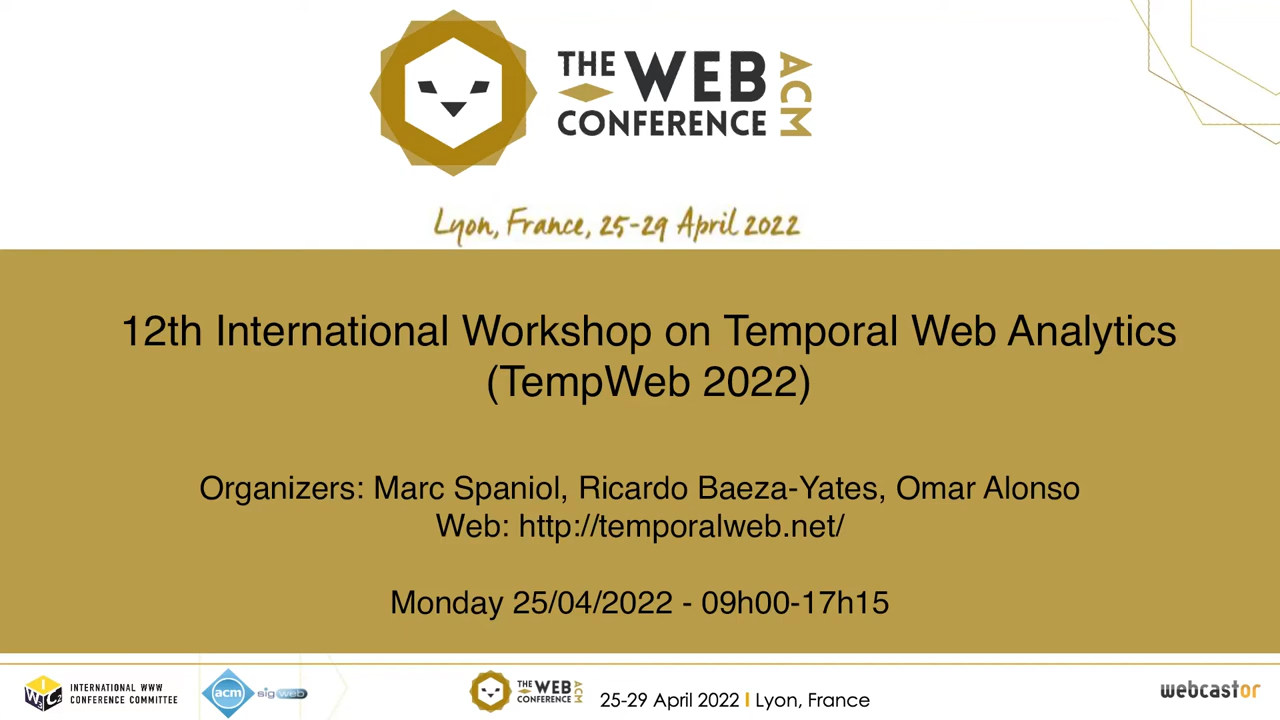 THE WEB CONFERENCE ACM
Lyon, France, 25-29 April 2022
12th International Workshop on Temporal Web Analytics
(TempWeb 2022)
Organizers: Marc Spaniol, Ricardo Baeza-Yates, Omar Alonso
Web: http://temporalweb.net/
Monday 25/04/2022 - 09h00-17h15
INTERNATIONAL WWW
CONFERENCE COMMITTEE
acm sigweb
THE WEB CONFERENCE ACM
25-29 April 2022 I Lyon, France
webcastor